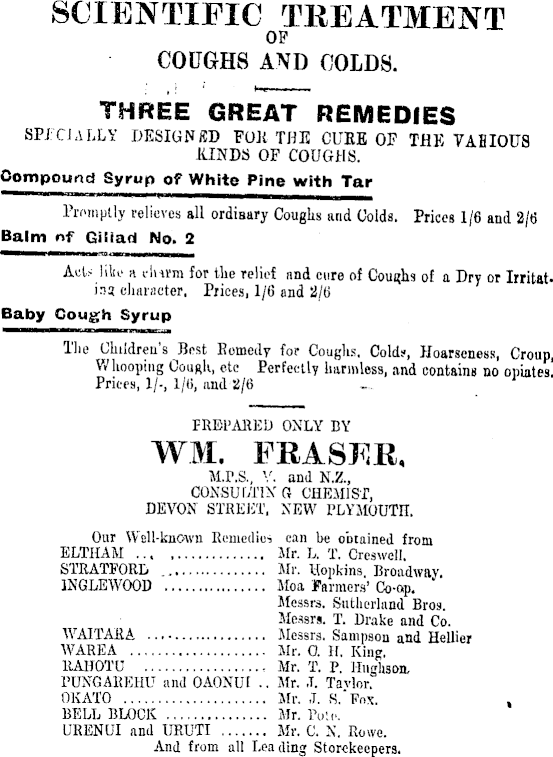 SCIENTIFIC TREATMENT
OF
COUGHS AND COLDS.
THREE GREAT REMEDIES
SPECIALLY DESIGNED FOR THE CURE OF THE VARIOUS
KINDS OF COUGHS.
Compound Syrup of White Pine with Tar
Promptly relieves all ordinary Coughs and Colds. Prices 1/6 and 2/6
Balm of Giliad No. 2
Acts like a charm for the relief and cure of Coughs of a Dry or Irritat-
ing character. Prices, 1/6 and 2/6
Baby Cough Syrup
The Children's Best Remedy for Coughs, Colds, Hoarseness, Croup,
Whooping Cough, etc Perfectly harmless, and contains no opiates.
Prices, 1/-, 1/6, and 2/6
PREPARED ONLY BY
WM. FRASER,
M.P.S., V. and N.Z.,
CONSULTING CHEMIST,
DEVON STREET, NEW PLYMOUTH.
Our Well-known Remedies can be obtained from
ELTHAM ... ............. Mr. L. T. Creswell.
STRATFORD ............... Mr. Hopkins, Broadway.
INGLEWOOD ............... Moa Farmers' Co-op.
Messrs. Sutherland Bros.
Messrs. T. Drake and Co.
WAITARA ................. Messrs. Sampson and Hellier
WAREA ................... Mr. O. H. King.
RAHOTU ................. Mr. T. P. Hughson.
PUNGAREHU and OAONUI .. Mr. J. Taylor.
OKATO .................... Mr. J. S. Fox.
BELL BLOCK .............. Mr.
URENUI and URUTI ....... Mr. C. N. Rowe.
And from all Leading Storekeepers.